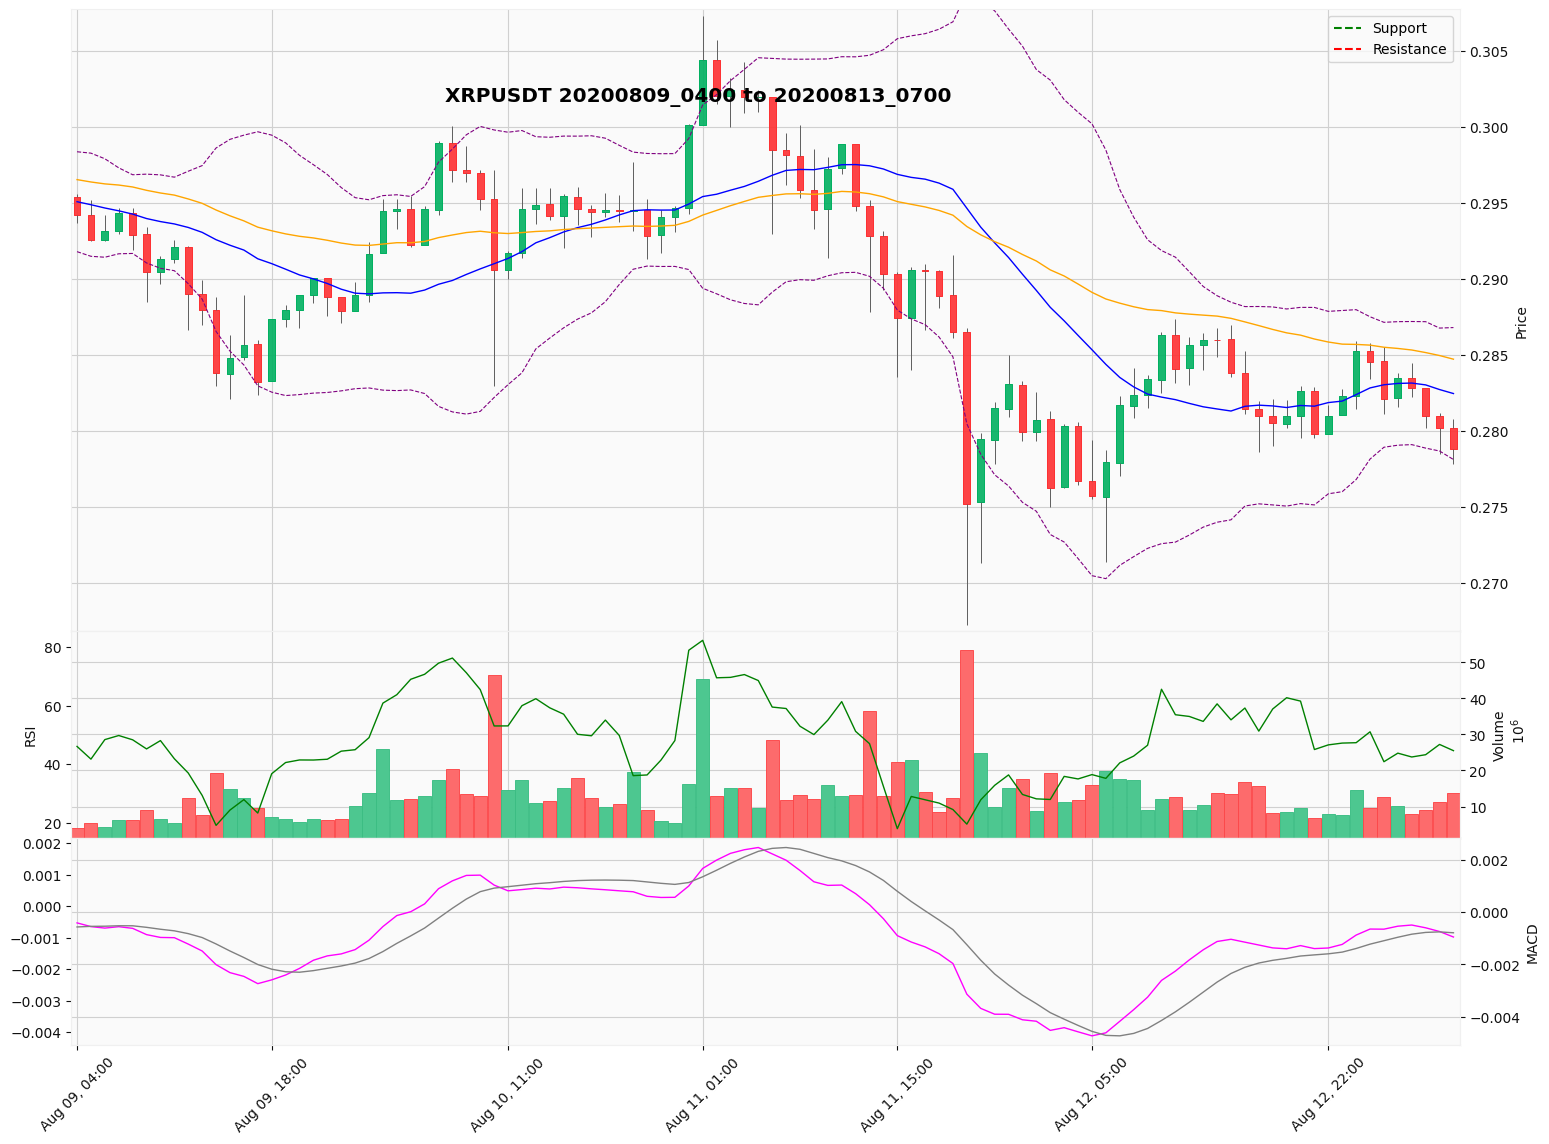 XRPUSDT 20200809_0400 to 20200813_0700
Support
Resistance
0.305
0.300
0.295
0.290
0.285
0.280
0.275
0.270
Price
80
60
40
20
RSI
50
40
30
20
10
Volume
10^6
0.002
0.001
0.000
−0.001
−0.002
−0.003
−0.004
0.002
0.000
−0.002
−0.004
MACD
Aug 09, 04:00
Aug 09, 18:00
Aug 10, 11:00
Aug 11, 01:00
Aug 11, 15:00
Aug 12, 05:00
Aug 12, 22:00